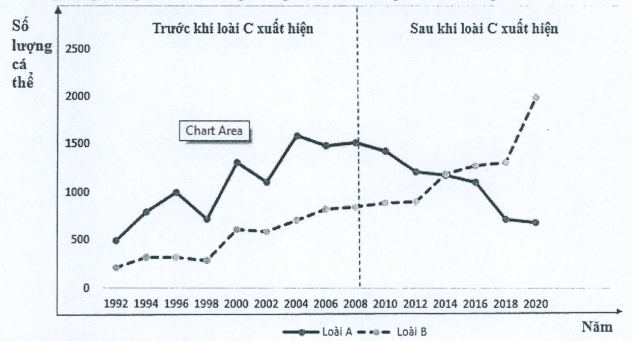 Số
lượng
cá
thể
Trước khi loài C xuất hiện
Sau khi loài C xuất hiện
2500
2000
1500
1000
500
0
Chart Area
1992 1994 1996 1998 2000 2002 2004 2006 2008 2010 2012 2014 2016 2018 2020
Năm
Loài A
Loài B